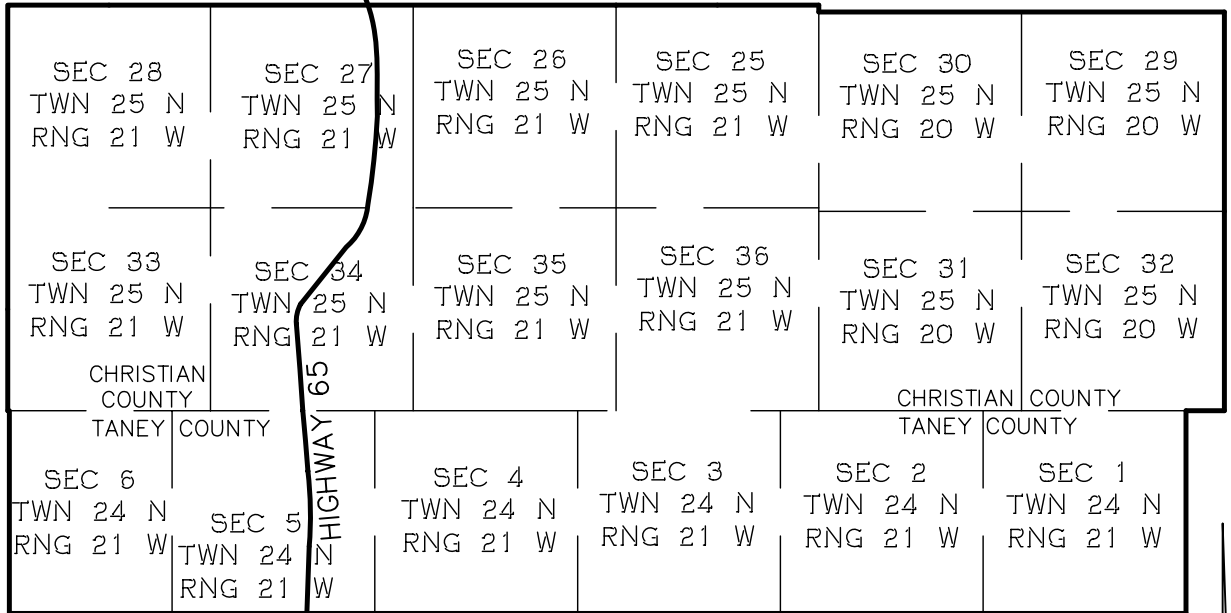 SEC 28
TWN 25 N
RNG 21 W
SEC 27
TWN 25 N
RNG 21 W
SEC 26
TWN 25 N
RNG 21 W
SEC 25
TWN 25 N
RNG 21 W
SEC 30
TWN 25 N
RNG 20 W
SEC 29
TWN 25 N
RNG 20 W
SEC 33
TWN 25 N
RNG 21 W
SEC 34
TWN 25 N
RNG 21 W
SEC 35
TWN 25 N
RNG 21 W
SEC 36
TWN 25 N
RNG 21 W
SEC 31
TWN 25 N
RNG 20 W
SEC 32
TWN 25 N
RNG 20 W
CHRISTIAN
COUNTY
TANEY COUNTY
HIGHWAY 65
CHRISTIAN COUNTY
TANEY COUNTY
SEC 6
TWN 24 N
RNG 21 W
SEC 5
TWN 24 N
RNG 21 W
SEC 4
TWN 24 N
RNG 21 W
SEC 3
TWN 24 N
RNG 21 W
SEC 2
TWN 24 N
RNG 21 W
SEC 1
TWN 24 N
RNG 21 W